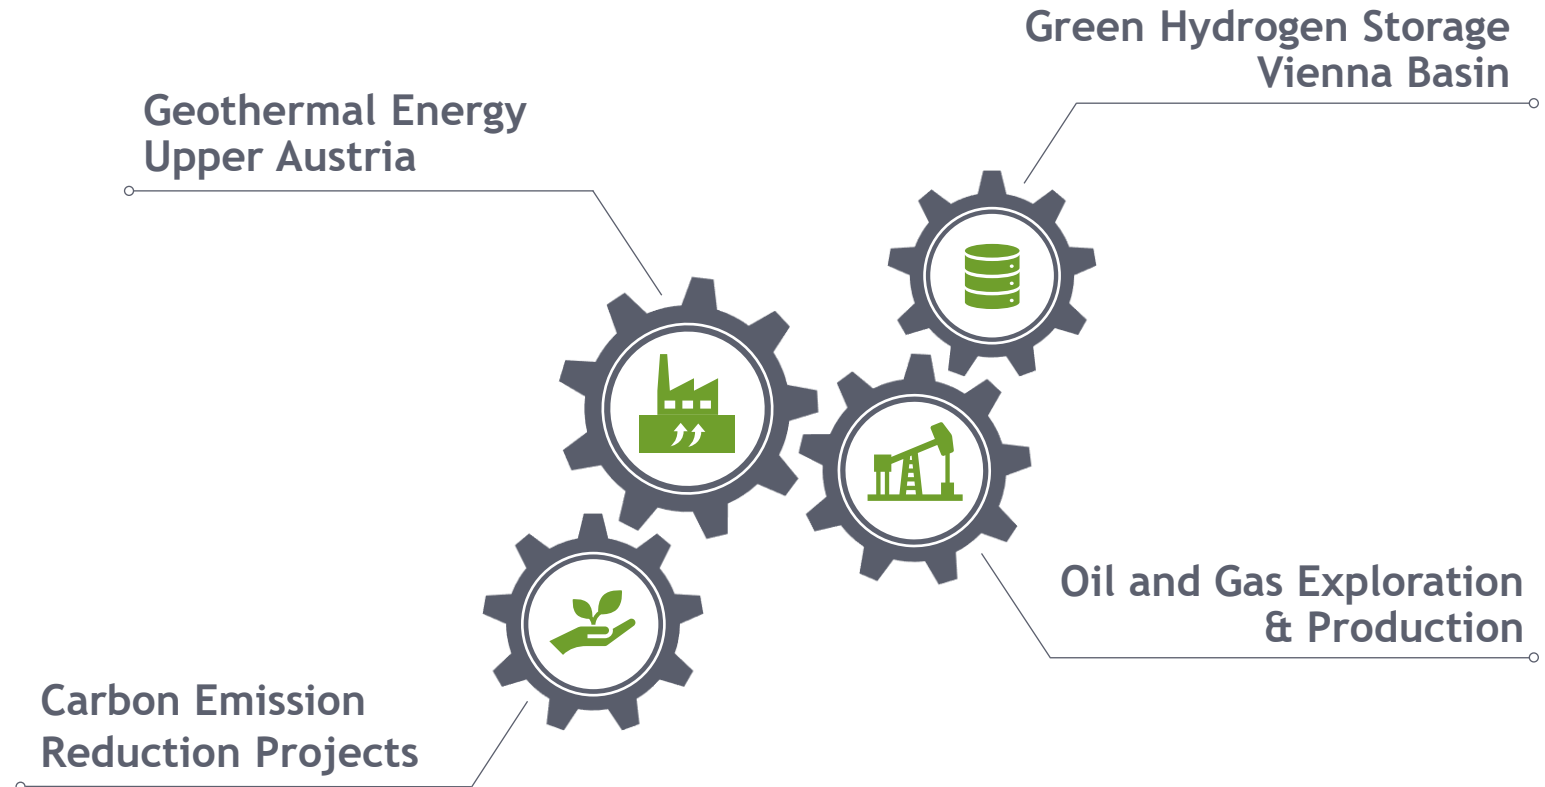 Green Hydrogen Storage
Vienna Basin
Geothermal Energy
Upper Austria
Oil and Gas Exploration
& Production
Carbon Emission
Reduction Projects